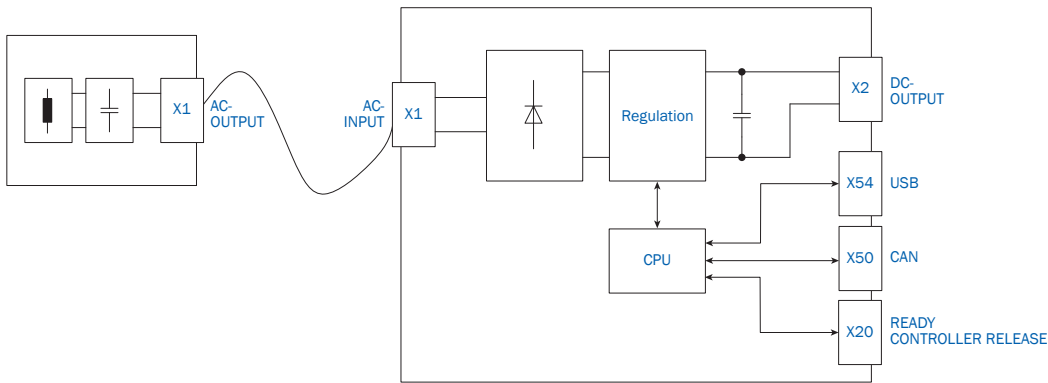 X1
AC-
OUTPUT
AC-
INPUT
X1
Regulation
CPU
X2
DC-
OUTPUT
X54
USB
X50
CAN
X20
READY
CONTROLLER RELEASE